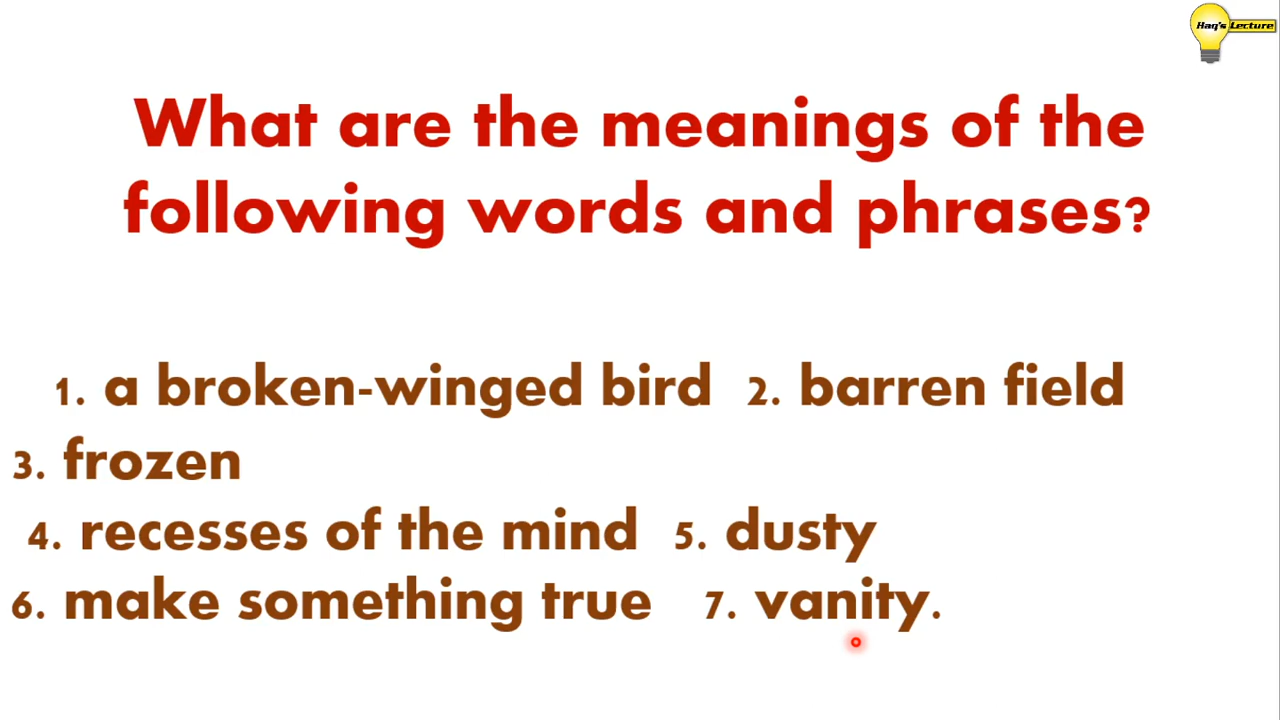 Haq's Lecture
What are the meanings of the
following words and phrases?
1. a broken-winged bird 2. barren field
3. frozen
4. recesses of the mind 5. dusty
6. make something true 7. vanity.